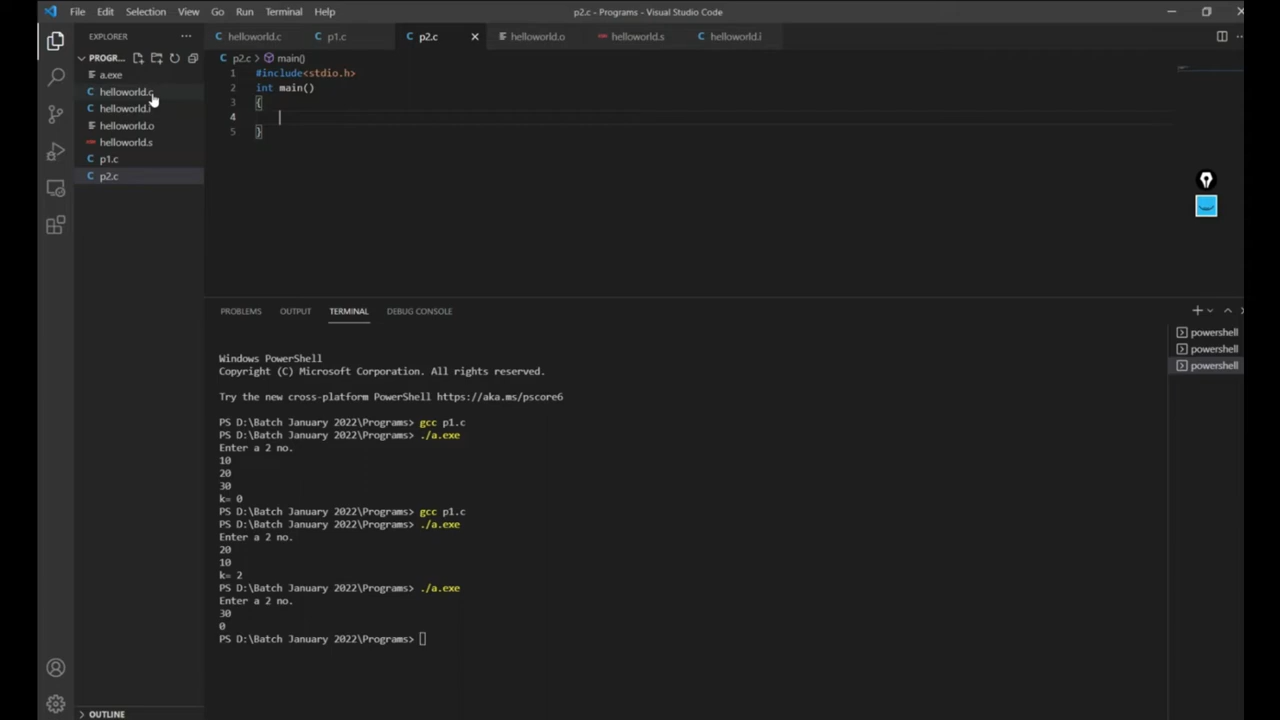 File Edit Selection View Go Run Terminal Help
p2.c - Programs - Visual Studio Code
EXPLORER
PROGR...
a.exe
helloworld.c
helloworld.i
helloworld.o
helloworld.s
p1.c
p2.c
OUTLINE
helloworld.c p1.c p2.c helloworld.o helloworld.s helloworld.i
p2.c > main()
1 #include<stdio.h>
2 int main()
3 {
4
5 }
PROBLEMS OUTPUT TERMINAL DEBUG CONSOLE
Windows PowerShell
Copyright (C) Microsoft Corporation. All rights reserved.
Try the new cross-platform PowerShell https://aka.ms/pscore6
PS D:\Batch January 2022\Programs> gcc p1.c
PS D:\Batch January 2022\Programs> ./a.exe
Enter a 2 no.
10
20
30
k= 0
PS D:\Batch January 2022\Programs> gcc p1.c
PS D:\Batch January 2022\Programs> ./a.exe
Enter a 2 no.
20
10
k= 2
PS D:\Batch January 2022\Programs> ./a.exe
Enter a 2 no.
30
0
PS D:\Batch January 2022\Programs>
powershell
powershell
powershell